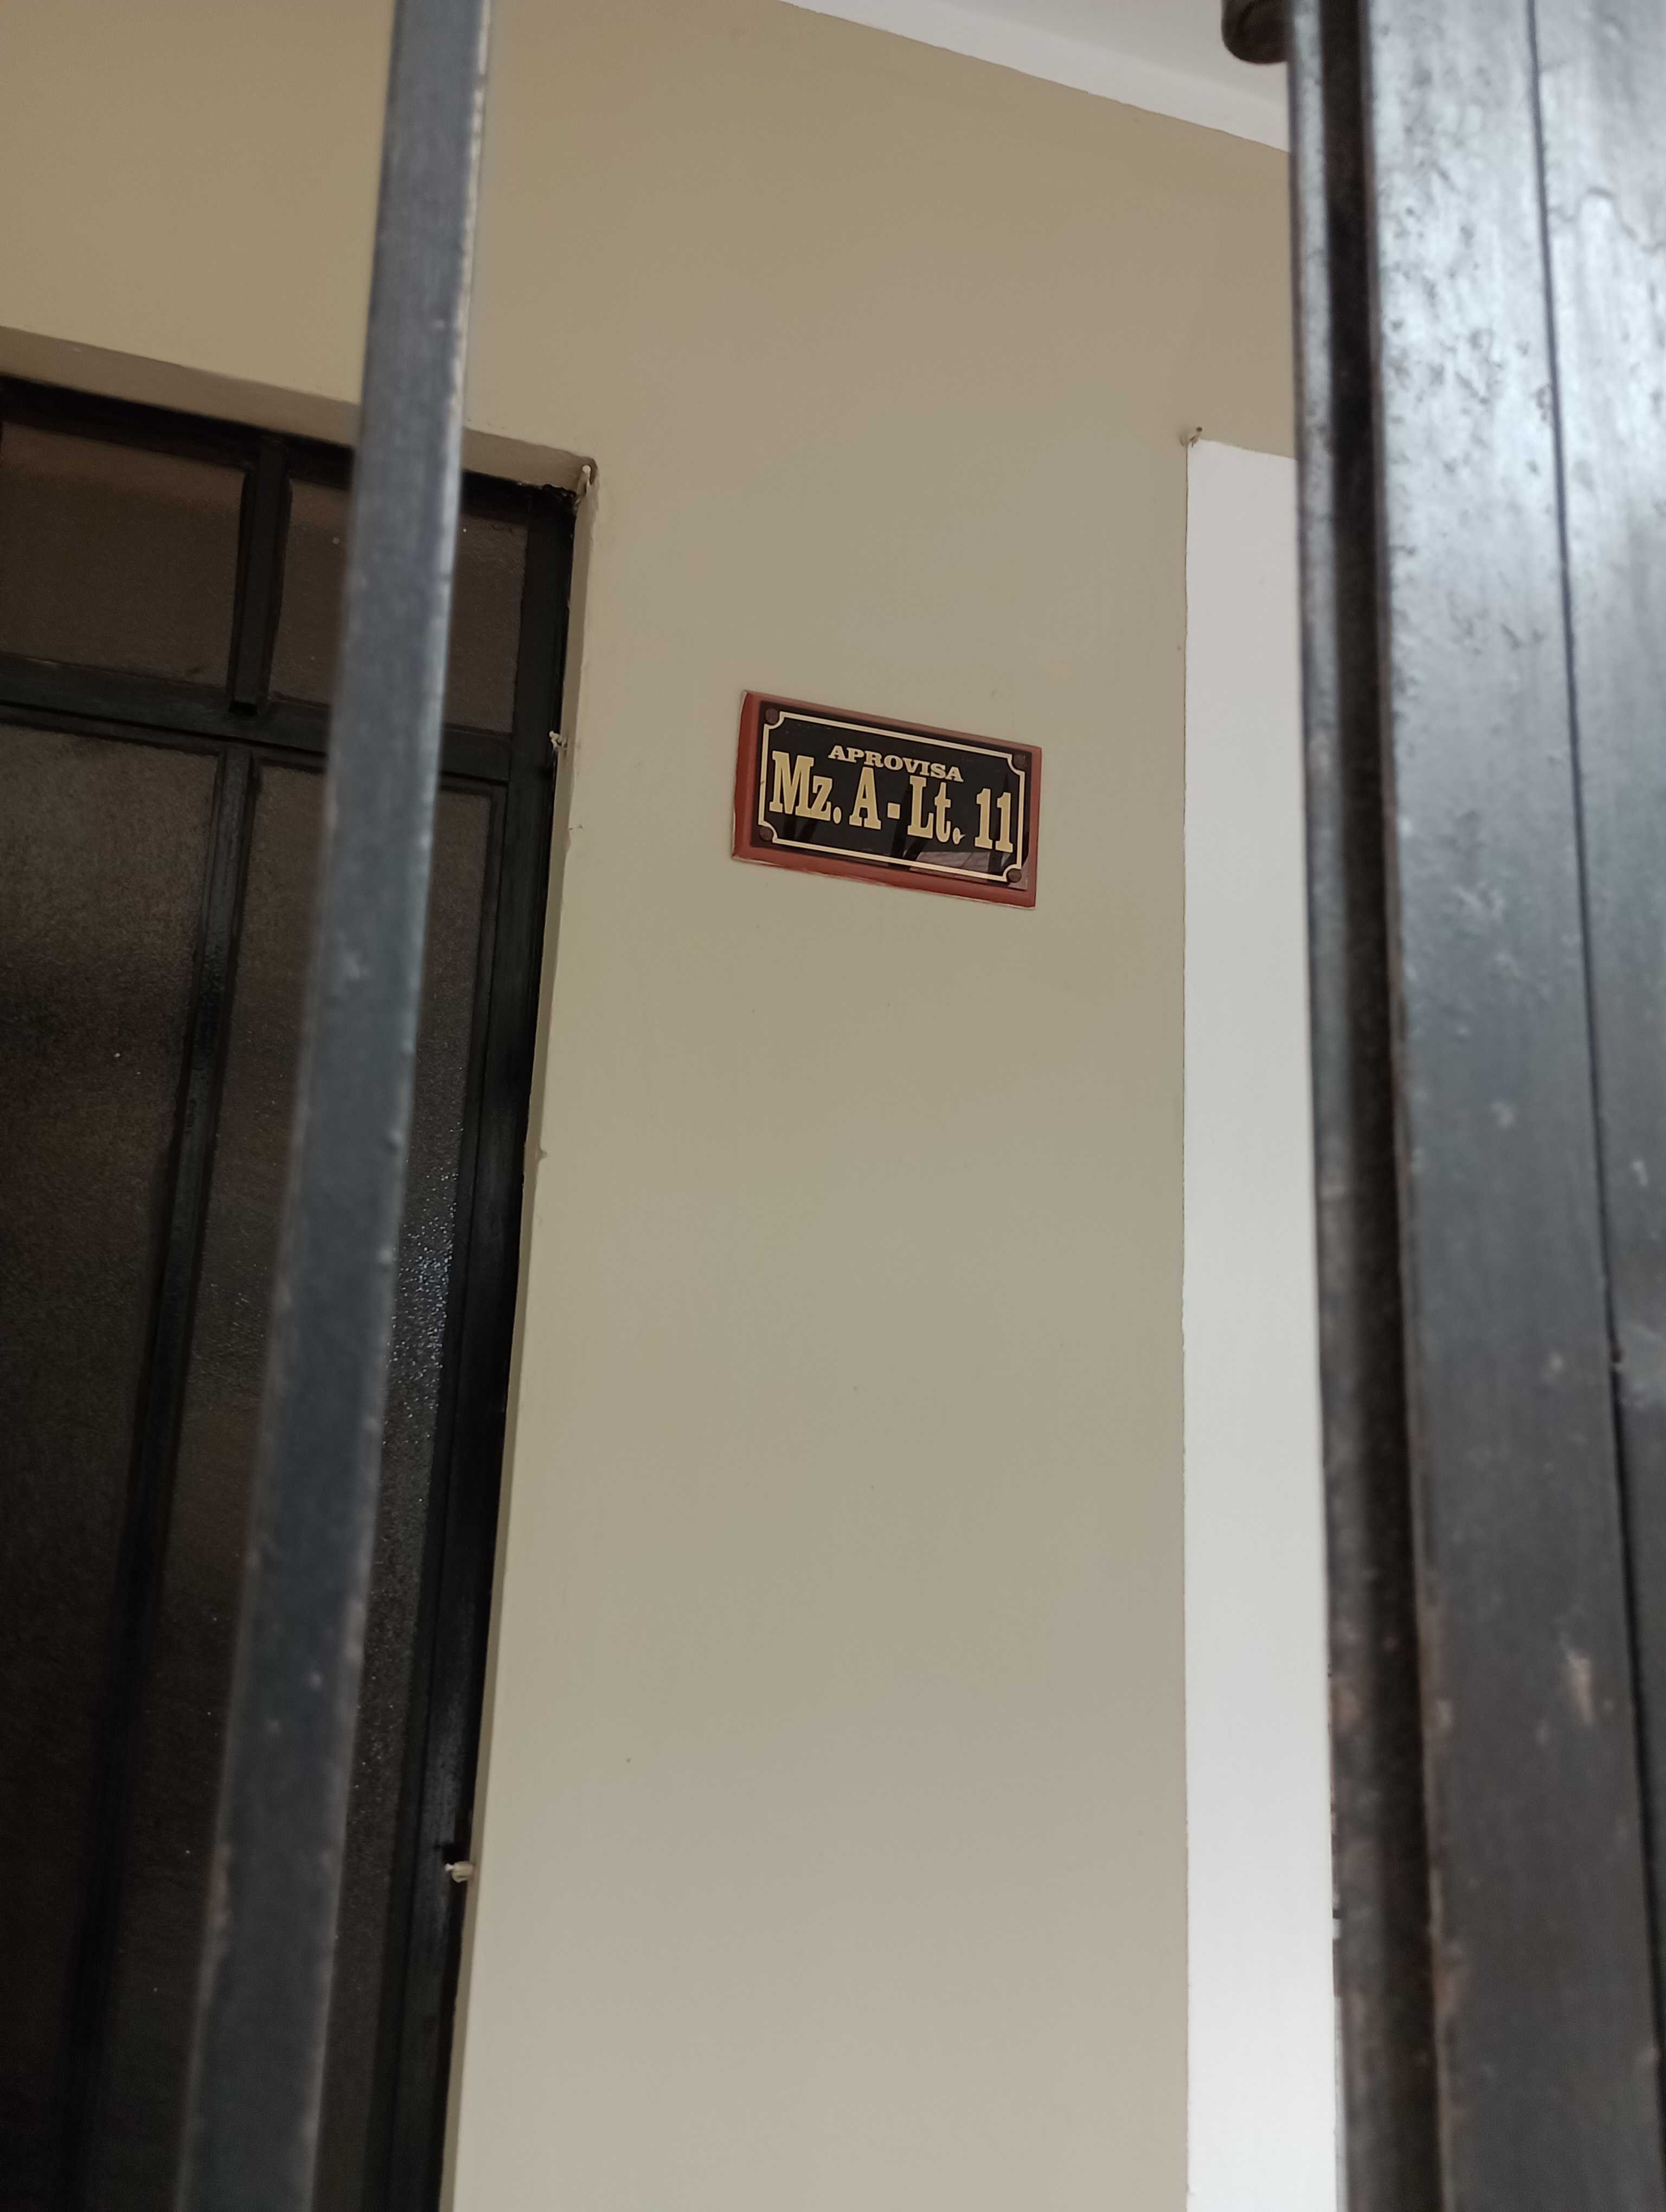 APROVISA
Mz. A - Lt. 11